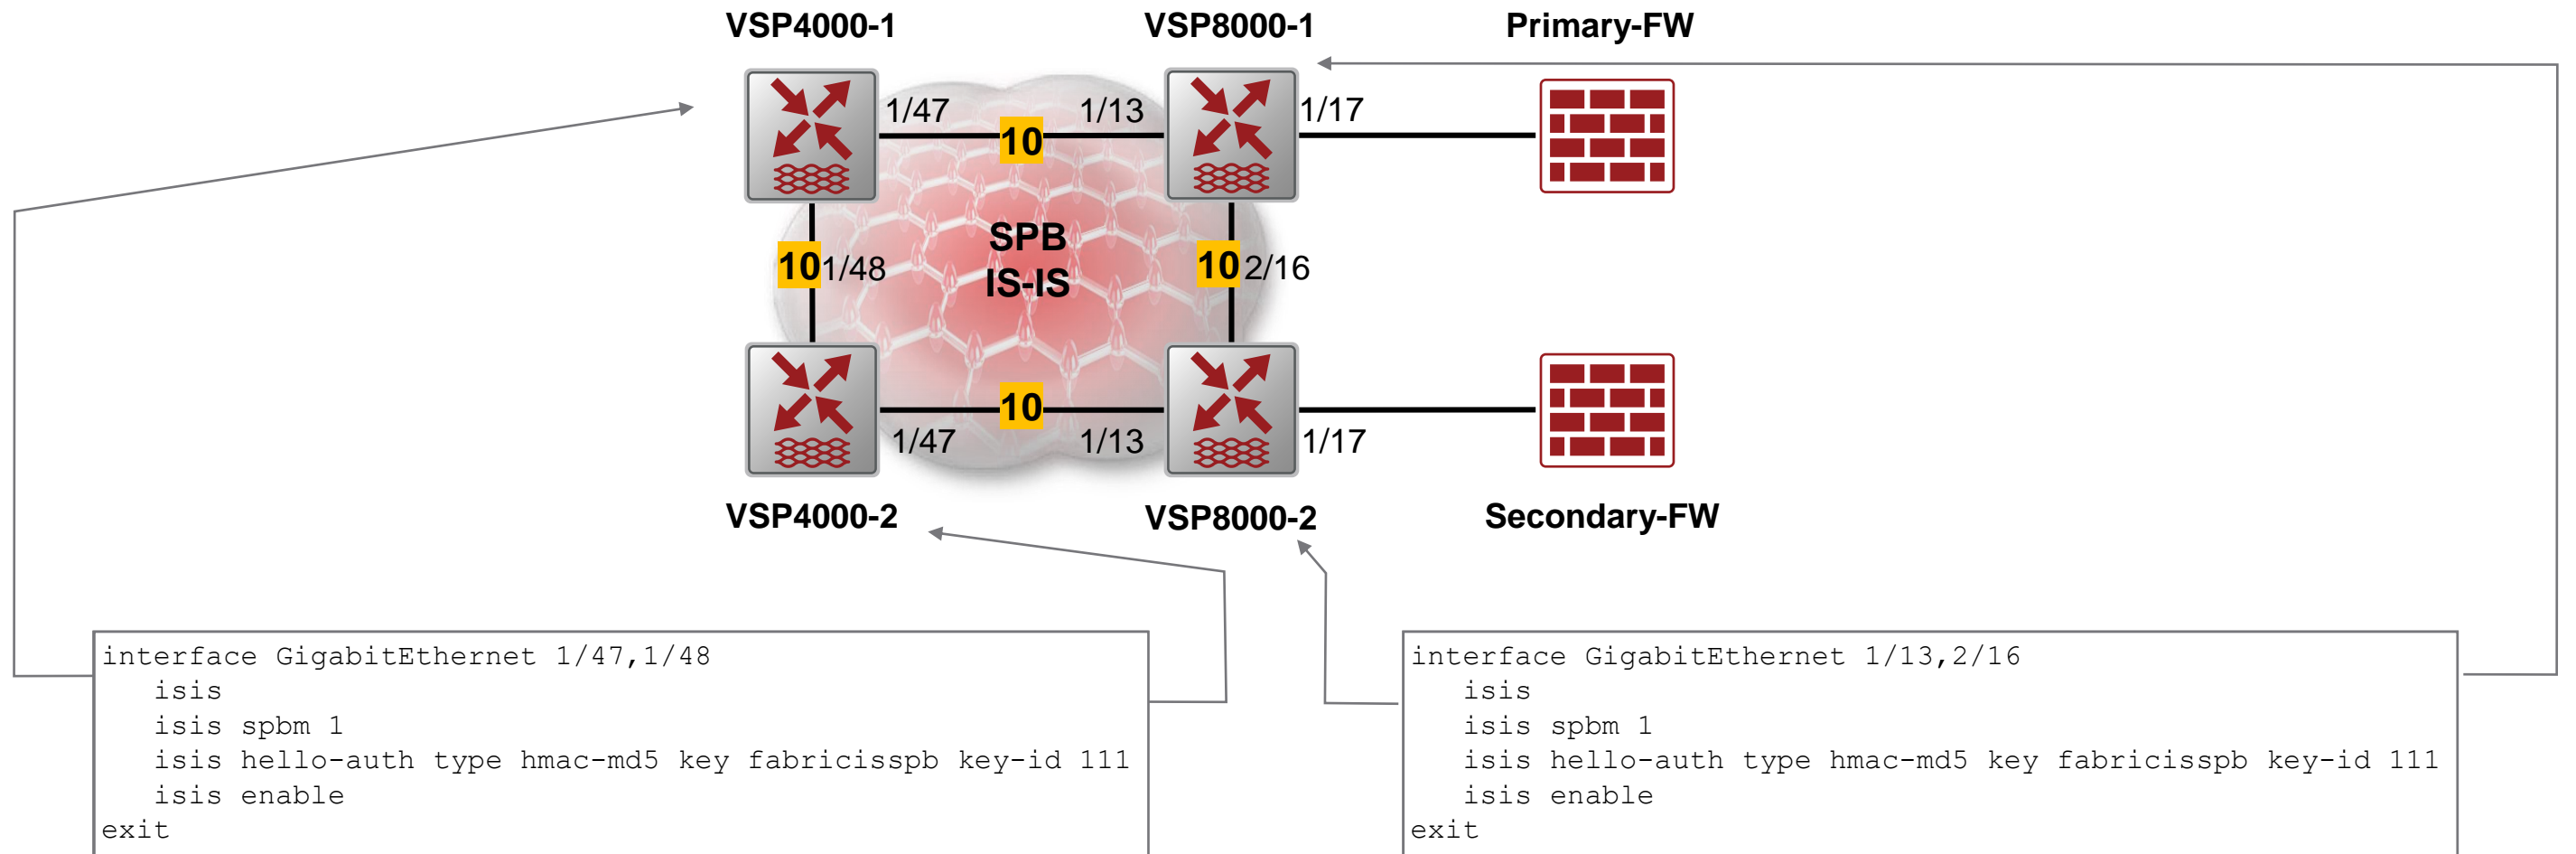 VSP4000-1
VSP8000-1
Primary-FW
1/47
10
1/13
1/17
SPB
IS-IS
10
1/48
10
2/16
10
1/47
1/13
1/17
VSP4000-2
VSP8000-2
Secondary-FW
interface GigabitEthernet 1/47,1/48
isis
isis spbm 1
isis hello-auth type hmac-md5 key fabricisspb key-id 111
isis enable
exit
interface GigabitEthernet 1/13,2/16
isis
isis spbm 1
isis hello-auth type hmac-md5 key fabricisspb key-id 111
isis enable
exit